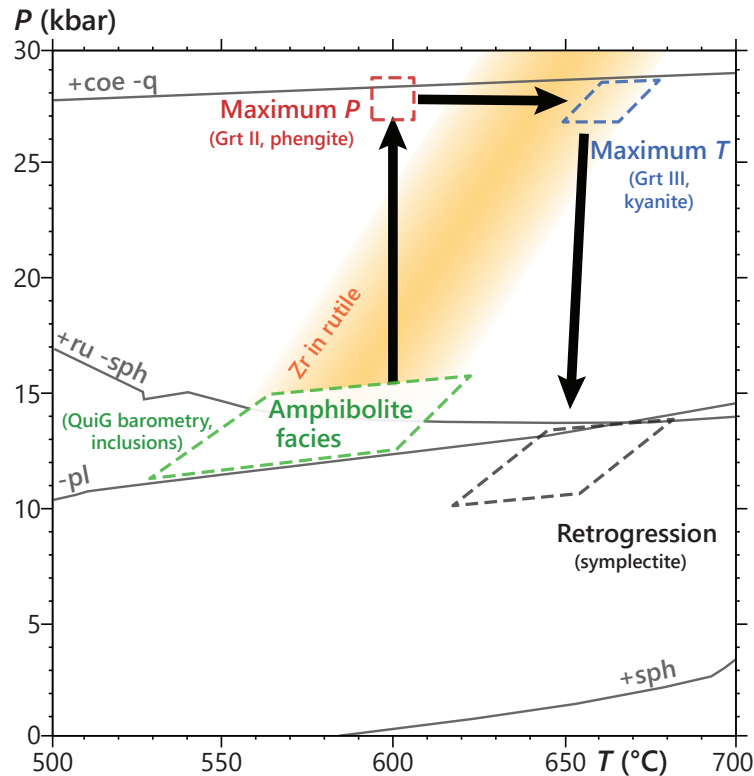 P (kbar)
30
+coe -q
Maximum P
(Grt II, phengite)
25
Maximum T
(Grt III,
kyanite)
20
Zr in rutile
+ru -sph
15
(QuiG barometry,
inclusions)
Amphibolite
facies
-pl
10
Retrogression
(symplectite)
5
+sph
0
500
550
600
650
T (°C)
700